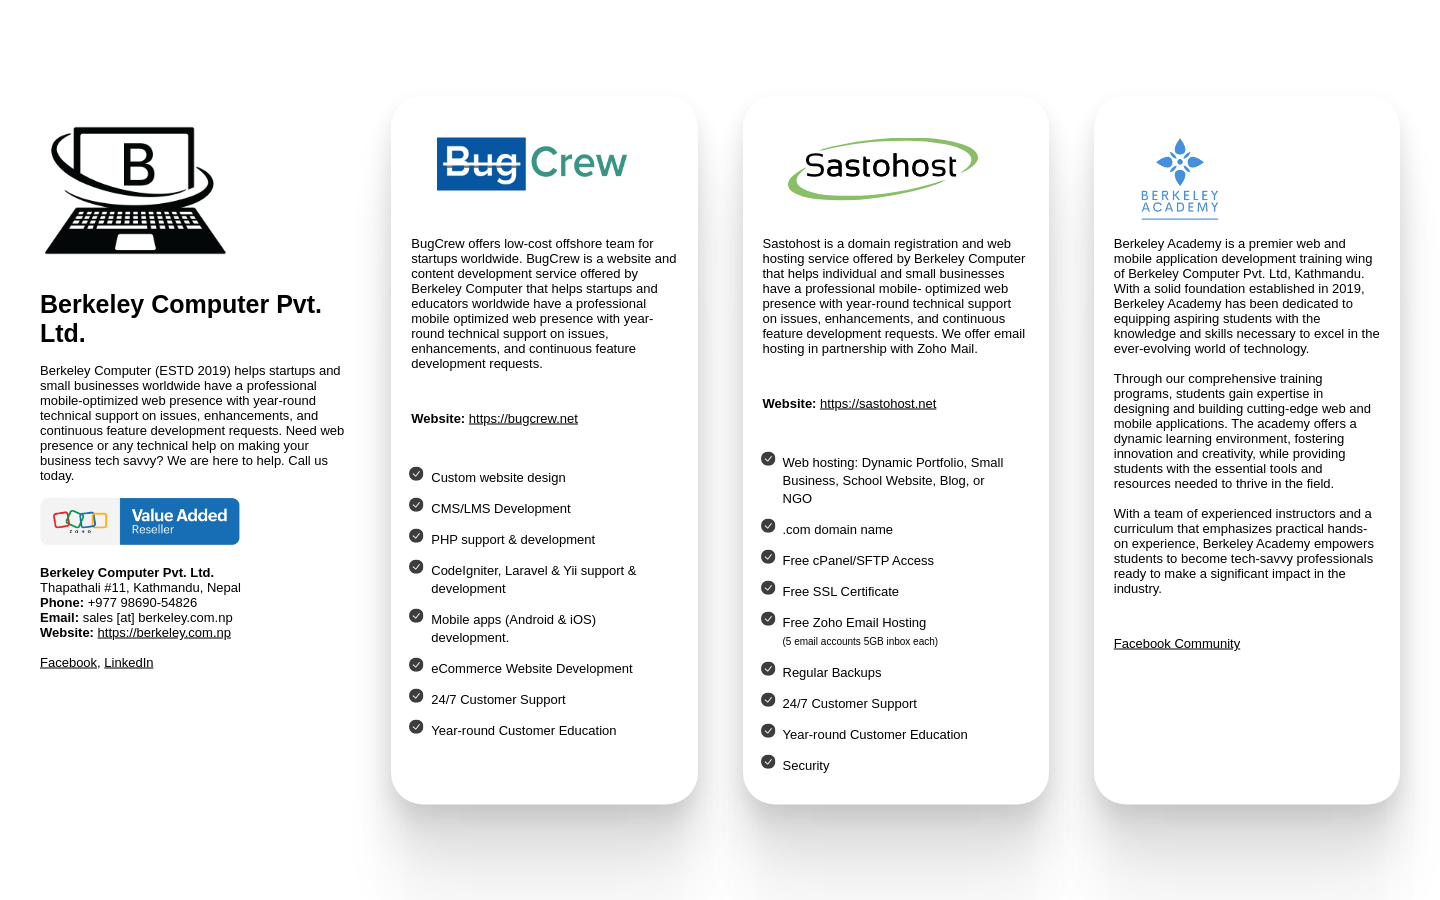 B
Berkeley Computer Pvt.
Ltd.
Berkeley Computer (ESTD 2019) helps startups and
small businesses worldwide have a professional
mobile-optimized web presence with year-round
technical support on issues, enhancements, and
continuous feature development requests. Need web
presence or any technical help on making your
business tech savvy? We are here to help. Call us
today.
ZOHO
Value Added
Reseller
Berkeley Computer Pvt. Ltd.
Thapathali #11, Kathmandu, Nepal
Phone: +977 98690-54826
Email: sales [at] berkeley.com.np
Website: https://berkeley.com.np
Facebook, LinkedIn
Bug Crew
BugCrew offers low-cost offshore team for
startups worldwide. BugCrew is a website and
content development service offered by
Berkeley Computer that helps startups and
educators worldwide have a professional
mobile optimized web presence with year-
round technical support on issues,
enhancements, and continuous feature
development requests.
Website: https://bugcrew.net
Custom website design
CMS/LMS Development
PHP support & development
CodeIgniter, Laravel & Yii support &
development
Mobile apps (Android & iOS)
development.
eCommerce Website Development
24/7 Customer Support
Year-round Customer Education
Sastohost
Sastohost is a domain registration and web
hosting service offered by Berkeley Computer
that helps individual and small businesses
have a professional mobile- optimized web
presence with year-round technical support
on issues, enhancements, and continuous
feature development requests. We offer email
hosting in partnership with Zoho Mail.
Website: https://sastohost.net
Web hosting: Dynamic Portfolio, Small
Business, School Website, Blog, or
NGO
.com domain name
Free cPanel/SFTP Access
Free SSL Certificate
Free Zoho Email Hosting
(5 email accounts 5GB inbox each)
Regular Backups
24/7 Customer Support
Year-round Customer Education
Security
BERKELEY
ACADEMY
Berkeley Academy is a premier web and
mobile application development training wing
of Berkeley Computer Pvt. Ltd, Kathmandu.
With a solid foundation established in 2019,
Berkeley Academy has been dedicated to
equipping aspiring students with the
knowledge and skills necessary to excel in the
ever-evolving world of technology.
Through our comprehensive training
programs, students gain expertise in
designing and building cutting-edge web and
mobile applications. The academy offers a
dynamic learning environment, fostering
innovation and creativity, while providing
students with the essential tools and
resources needed to thrive in the field.
With a team of experienced instructors and a
curriculum that emphasizes practical hands-
on experience, Berkeley Academy empowers
students to become tech-savvy professionals
ready to make a significant impact in the
industry.
Facebook Community